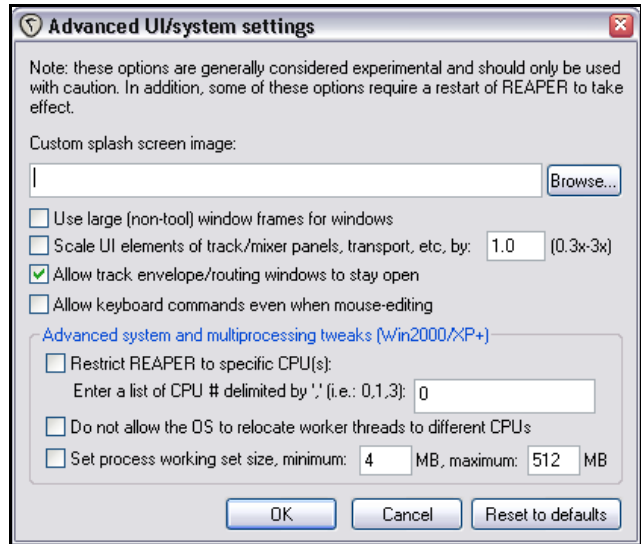 Advanced UI/system settings
Note: these options are generally considered experimental and should only be used
with caution. In addition, some of these options require a restart of REAPER to take
effect.
Custom splash screen image:
Browse...
Use large (non-tool) window frames for windows
Scale UI elements of track/mixer panels, transport, etc, by: 1.0 (0.3x-3x)
Allow track envelope/routing windows to stay open
Allow keyboard commands even when mouse-editing
Advanced system and multiprocessing tweaks (Win2000/XP+)
Restrict REAPER to specific CPU(s):
Enter a list of CPU # delimited by ',' (i.e.: 0,1,3): 0
Do not allow the OS to relocate worker threads to different CPUs
Set process working set size, minimum: 4 MB, maximum: 512 MB
OK Cancel Reset to defaults